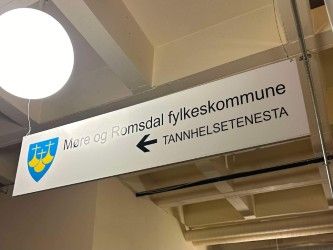 Møre og Romsdal fylkeskommune
← TANNHELSETENESTA